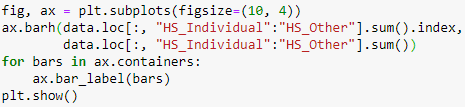 fig, ax = plt.subplots(figsize=(10, 4))
ax.barh(data.loc[:, "HS_Individual":"HS_Other"].sum().index,
        data.loc[:, "HS_Individual":"HS_Other"].sum())
for bars in ax.containers:
    ax.bar_label(bars)
plt.show()